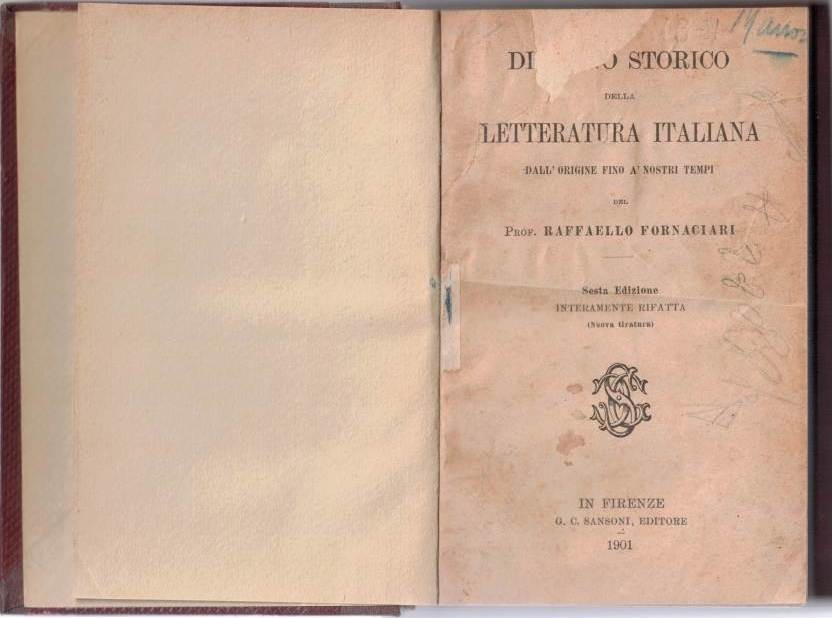 STORICO
DELLA
LETTERATURA ITALIANA
DALL' ORIGINE FINO A' NOSTRI TEMPI
DEL
PROF. RAFFAELLO FORNACIARI
Sesta Edizione
INTERAMENTE RIFATTA
(Nuova tiratura)
IN FIRENZE
G. C. SANSONI, EDITORE
1901